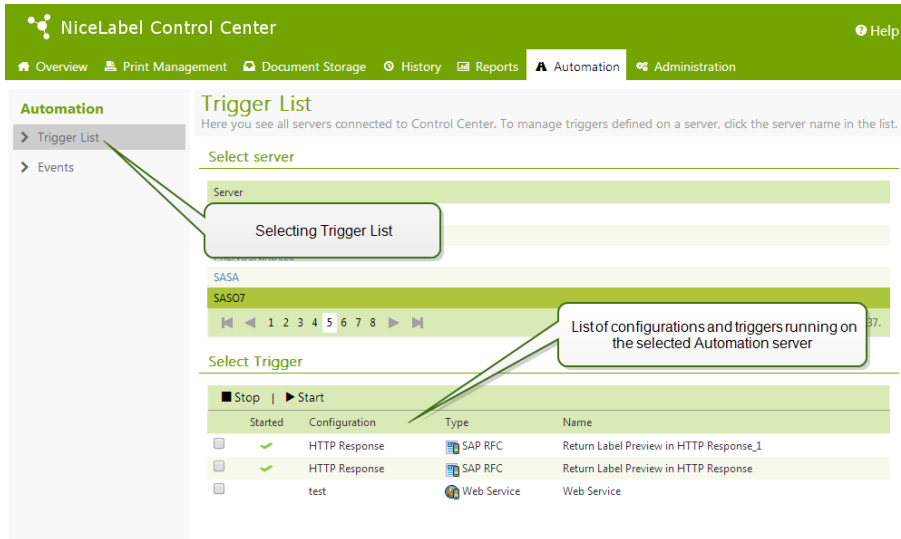 NiceLabel Control Center
Help
Overview Print Management Document Storage History Reports Automation Administration
Automation
Trigger List
Events
Trigger List
Here you see all servers connected to Control Center. To manage triggers defined on a server, click the server name in the list.
Select server
Server
Selecting Trigger List
SASA
SASO7
1 2 3 4 5 6 7 8
37.
List of configurations and triggers running on
the selected Automation server
Select Trigger
Stop | Start
Started Configuration Type Name
HTTP Response SAP RFC Return Label Preview in HTTP Response_1
HTTP Response SAP RFC Return Label Preview in HTTP Response
test Web Service Web Service